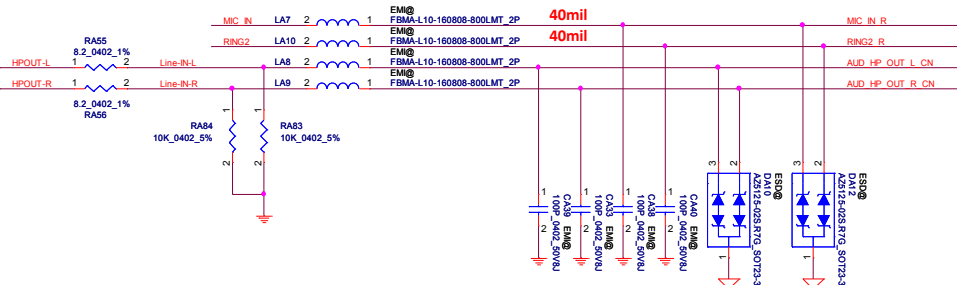 MIC_IN LA7 2 1 EMI@ FBMA-L10-160808-800LMT_2P 40mil MIC_IN_R
RING2 LA10 2 1 EMI@ FBMA-L10-160808-800LMT_2P 40mil RING2_R
RA55
8.2_0402_1%
HPOUT-L 1 2 Line-IN-L LA8 2 1 EMI@ FBMA-L10-160808-800LMT_2P AUD_HP_OUT_L_CN
HPOUT-R 1 2 Line-IN-R LA9 2 1 EMI@ FBMA-L10-160808-800LMT_2P AUD_HP_OUT_R_CN
8.2_0402_1%
RA56
1
2
RA84
10K_0402_5%
1
2
RA83
10K_0402_5%
1
2
CA39 EMI@
100P_0402_50V8J
1
2
CA33 EMI@
100P_0402_50V8J
1
2
CA38 EMI@
100P_0402_50V8J
1
2
CA40 EMI@
100P_0402_50V8J
3
2
1
ESD@
DA10
AZ5125-02S.R7G_SOT23-3
3
2
1
ESD@
DA12
AZ5125-02S.R7G_SOT23-3